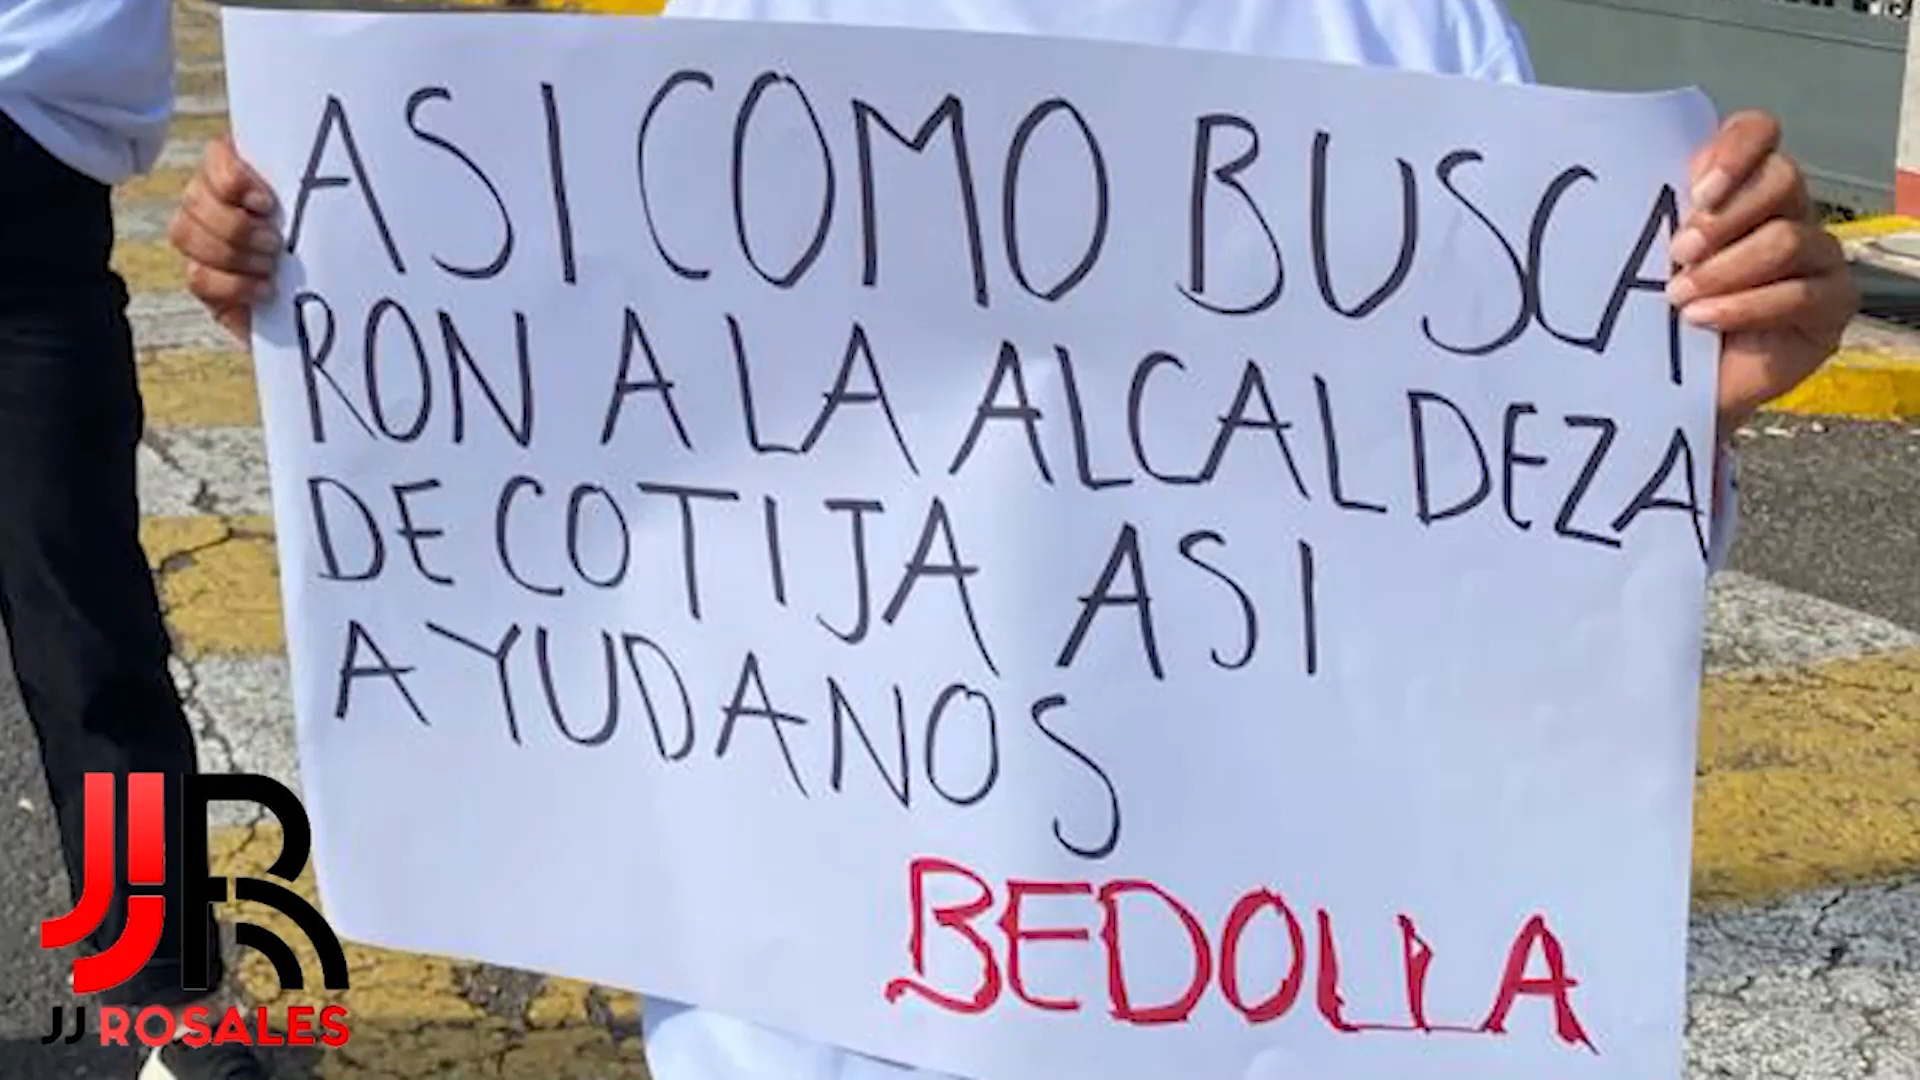 ASI COMO BUSCA
RON A LA ALCALDEZA
DE COTIJA ASI
AYUDANOS
BEDOLLA
JJR
JJ ROSALES